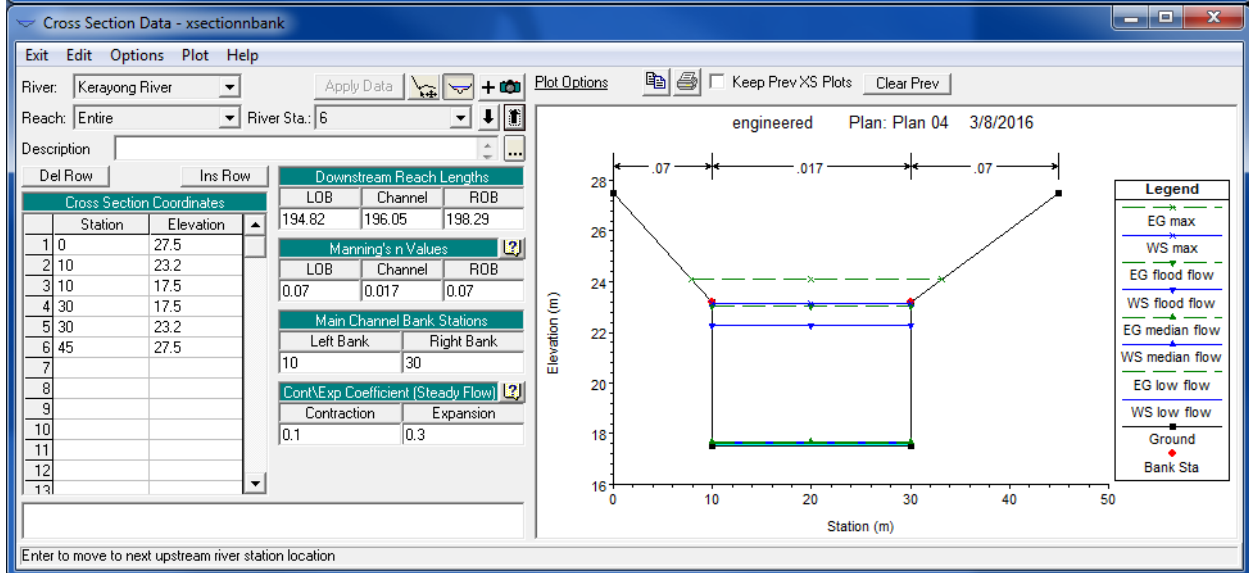 Cross Section Data - xsectionnbank
Exit Edit Options Plot Help
River: Kerayong River Apply Data + Plot Options Keep Prev XS Plots Clear Prev
Reach: Entire River Sta.: 6
Description ...
Del Row Ins Row
Cross Section Coordinates
Station Elevation
1 0 27.5
2 10 23.2
3 10 17.5
4 30 17.5
5 30 23.2
6 45 27.5
7
8
9
10
11
12
13
Downstream Reach Lengths
LOB Channel ROB
194.82 196.05 198.29
Manning's n Values
LOB Channel ROB
0.07 0.017 0.07
Main Channel Bank Stations
Left Bank Right Bank
10 30
Cont\Exp Coefficient (Steady Flow)
Contraction Expansion
0.1 0.3
engineered Plan: Plan 04 3/8/2016
.07 .017 .07
28
26
24
22
20
18
16
Elevation (m)
0 10 20 30 40 50
Station (m)
Legend
EG max
WS max
EG flood flow
WS flood flow
EG median flow
WS median flow
EG low flow
WS low flow
Ground
Bank Sta
Enter to move to next upstream river station location